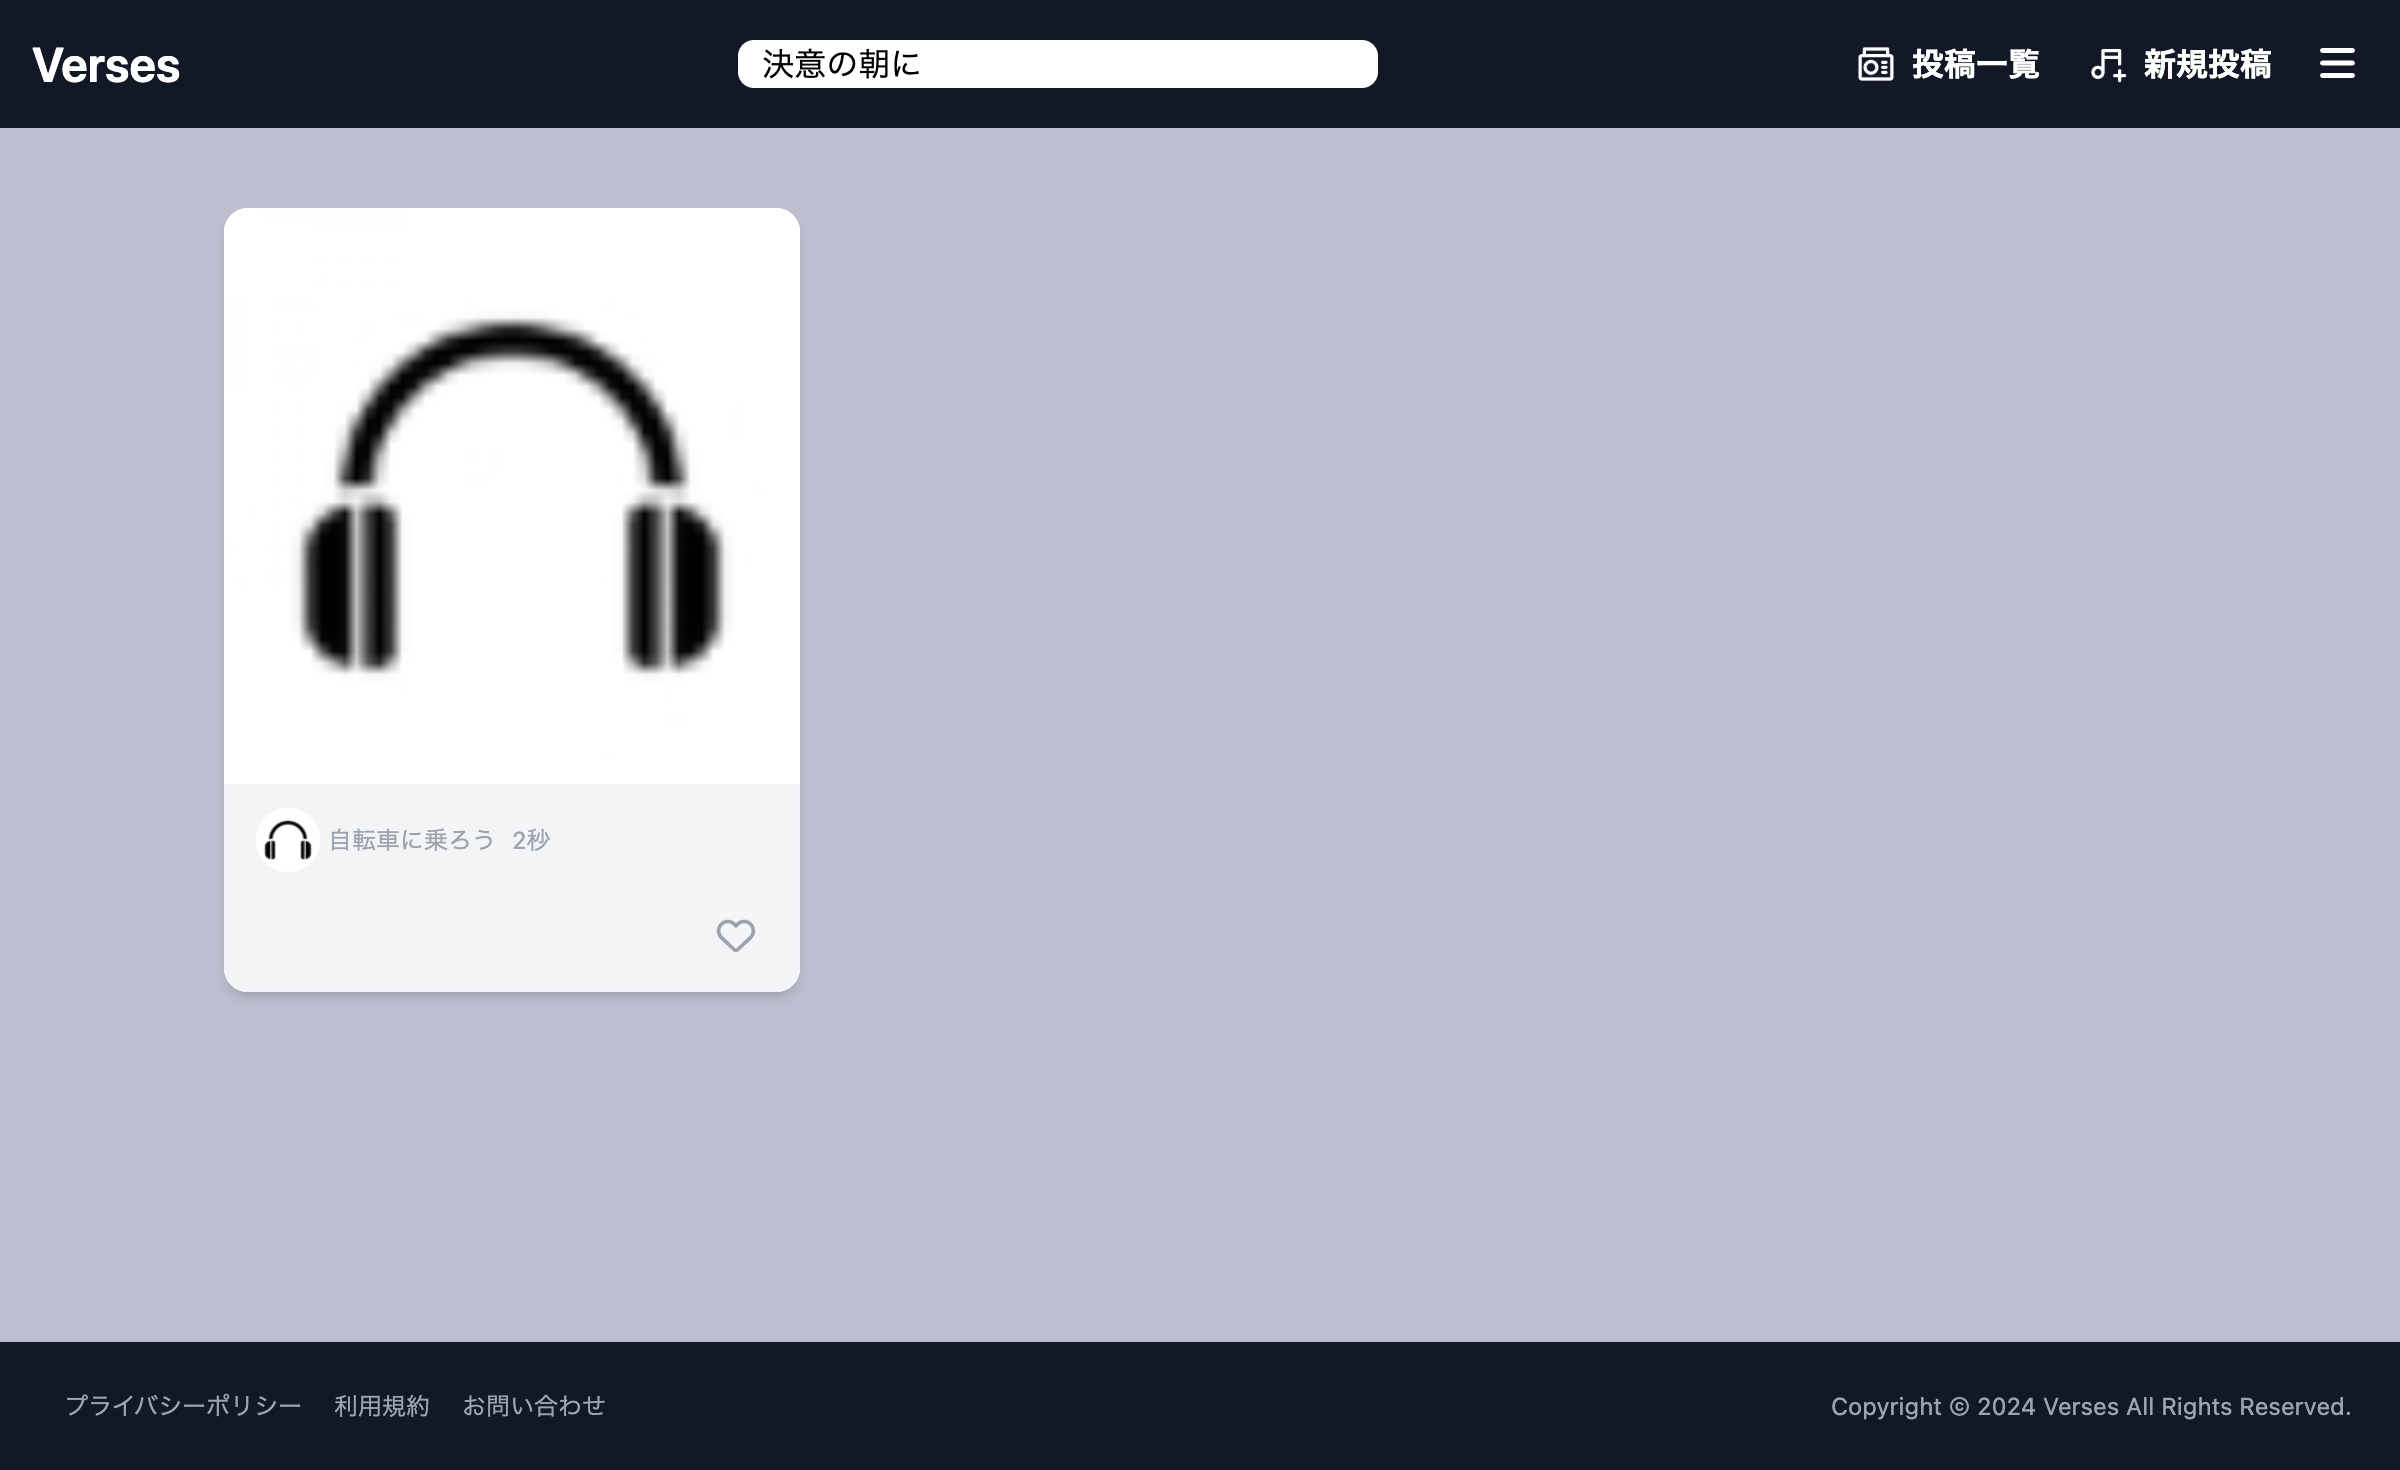 Verses
決意の朝に
投稿一覧
新規投稿
自転車に乗ろう 2秒
プライバシーポリシー 利用規約 お問い合わせ
Copyright © 2024 Verses All Rights Reserved.